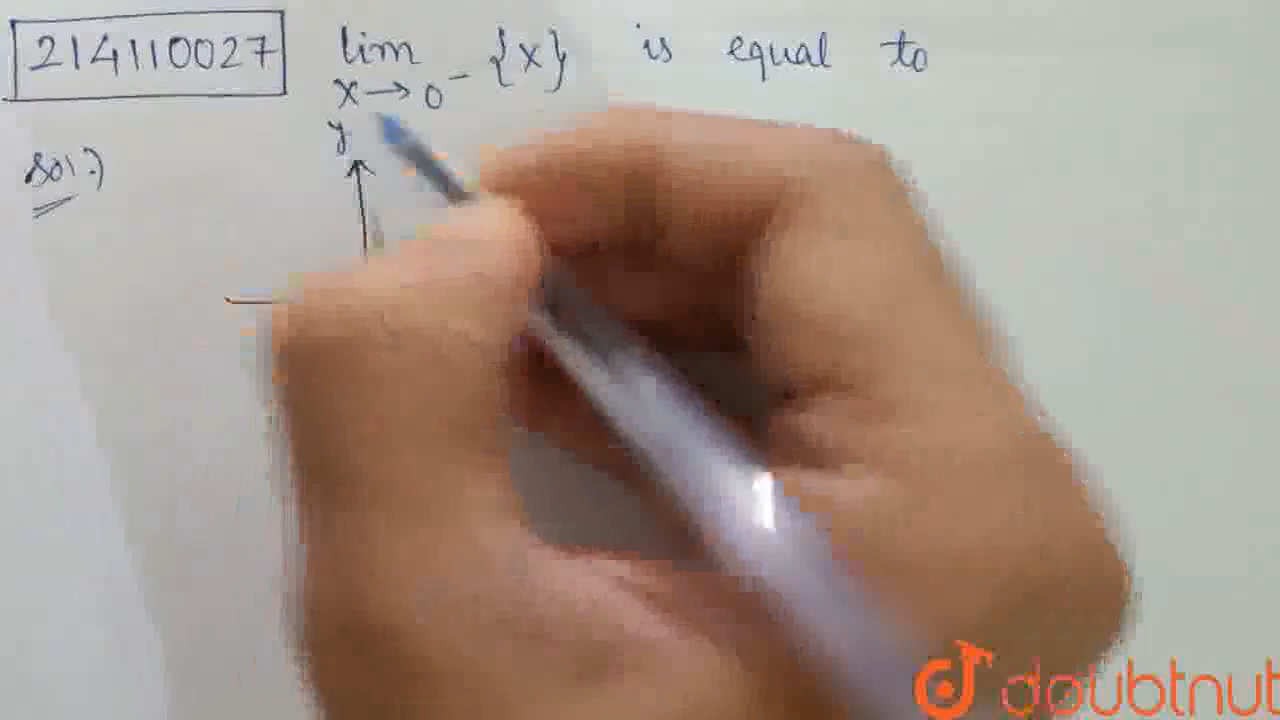 214110027 lim {x} is equal to
x→0⁻
y
Sol.)
doubtnut